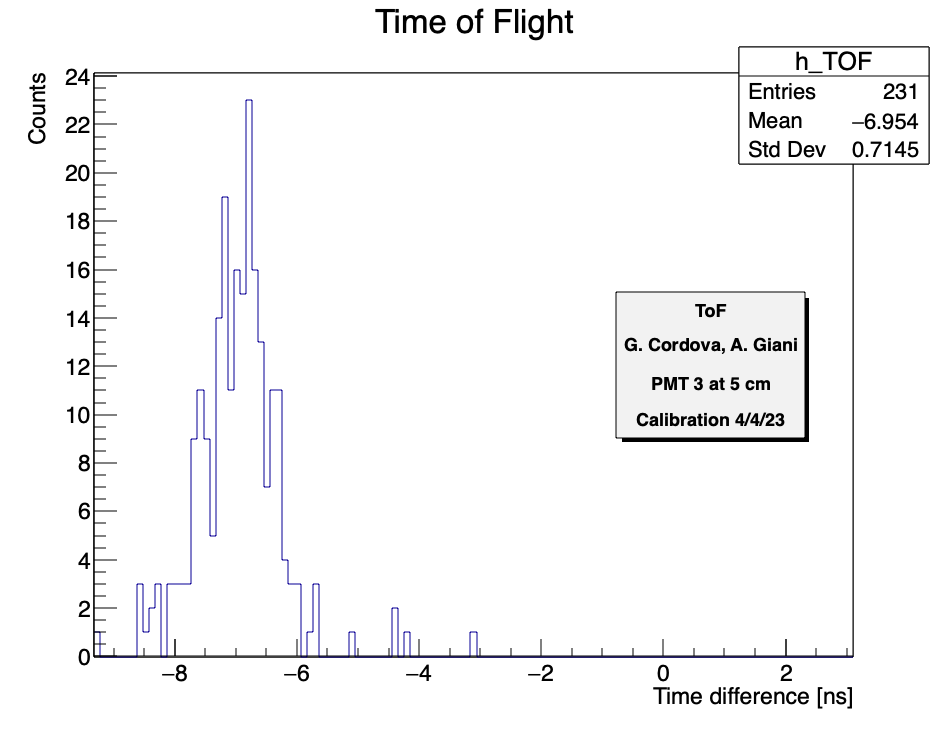 Time of Flight
h_TOF
Entries 231
Mean −6.954
Std Dev 0.7145
Counts
24
22
20
18
16
14
12
10
8
6
4
2
0
ToF
G. Cordova, A. Giani
PMT 3 at 5 cm
Calibration 4/4/23
−8 −6 −4 −2 0 2
Time difference [ns]